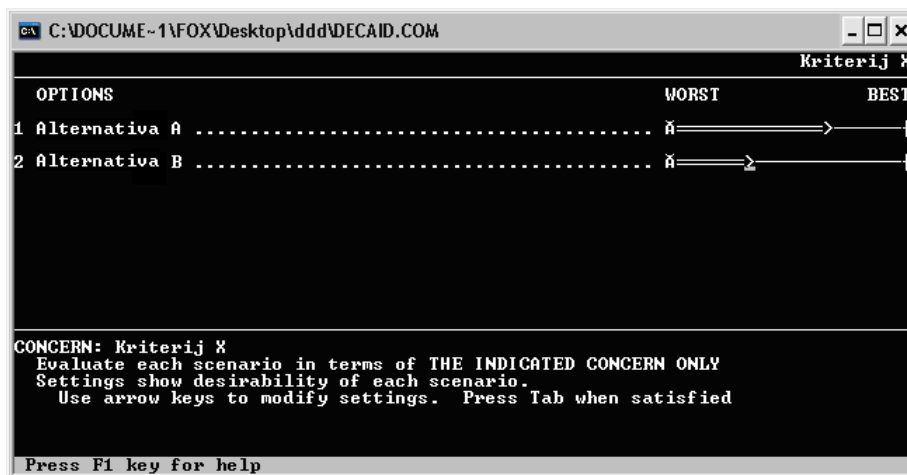 C:\DOCUME~1\FOX\Desktop\ddd\DECAID.COM
Kriterij X
OPTIONS WORST BEST
1 Alternativa A ......................................... Ă
2 Alternativa B ......................................... Ă
CONCERN: Kriterij X
Evaluate each scenario in terms of THE INDICATED CONCERN ONLY
Settings show desirability of each scenario.
Use arrow keys to modify settings. Press Tab when satisfied
Press F1 key for help